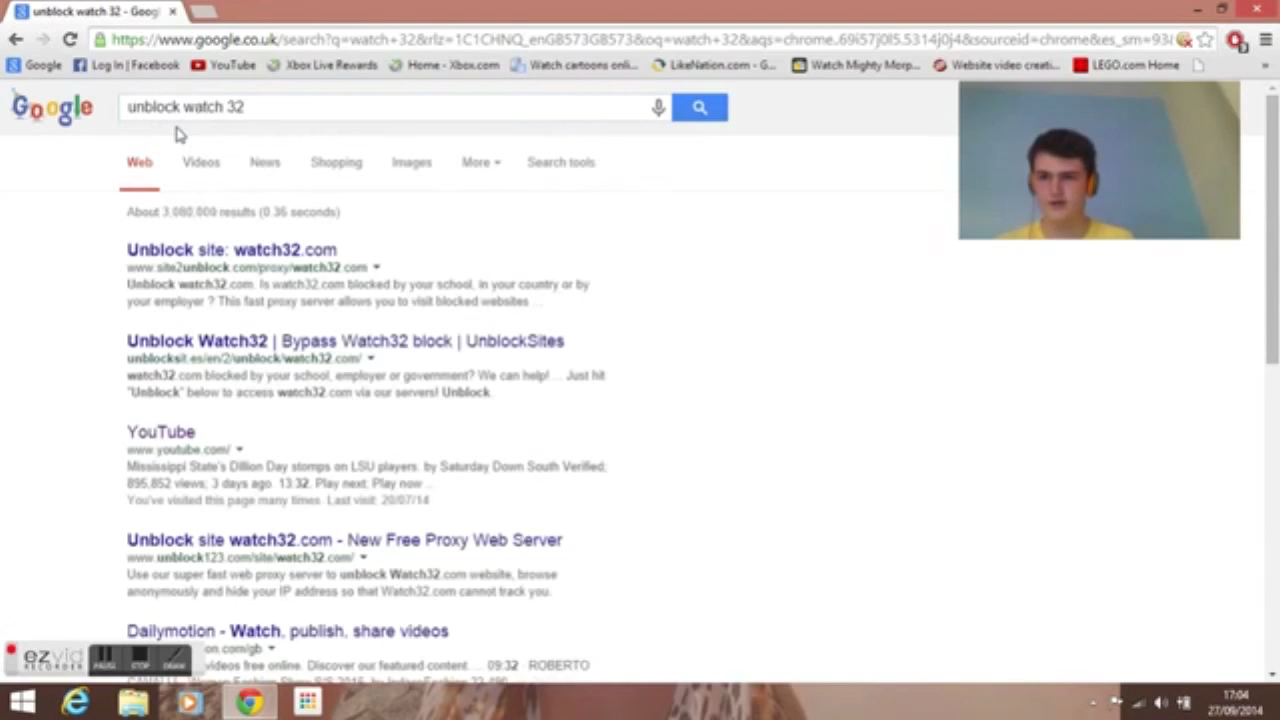 unblock watch 32 - Googl
https://www.google.co.uk/search?q=watch+32&rlz=1C1CHNQ_enGB573GB573&oq=watch+32&aqs=chrome..69i57j0l5.5314j0j4&sourceid=chrome&es_sm=93(
Google Log In | Facebook YouTube Xbox Live Rewards Home - Xbox.com Watch cartoons onli... LikeNation.com - G... Watch Mighty Morp... Website video creati... LEGO.com Home
Google unblock watch 32
Web Videos News Shopping Images More Search tools
About 3,080,000 results (0.36 seconds)
Unblock site: watch32.com
www.site2unblock.com/proxy/watch32.com
Unblock watch32.com. Is watch32.com blocked by your school, in your country or by
your employer ? This fast proxy server allows you to visit blocked websites ...
Unblock Watch32 | Bypass Watch32 block | UnblockSites
unblocksit.es/en/2/unblock/watch32.com/
watch32.com blocked by your school, employer or government? We can help! ... Just hit
"Unblock" below to access watch32.com via our servers! Unblock.
YouTube
www.youtube.com/
Mississippi State's Dillion Day stomps on LSU players. by Saturday Down South Verified;
895,852 views; 3 days ago. 13:32. Play next; Play now ...
You've visited this page many times. Last visit: 20/07/14
Unblock site watch32.com - New Free Proxy Web Server
www.unblock123.com/site/watch32.com/
Use our super fast web proxy server to unblock Watch32.com website, browse
anonymously and hide your IP address so that Watch32.com cannot track you.
Dailymotion - Watch, publish, share videos
on.com/gb
videos free online. Discover our featured content. ... 09:32 · ROBERTO
ezvid
RECORDER
PAUSE STOP DRAW
17:04
27/09/2014